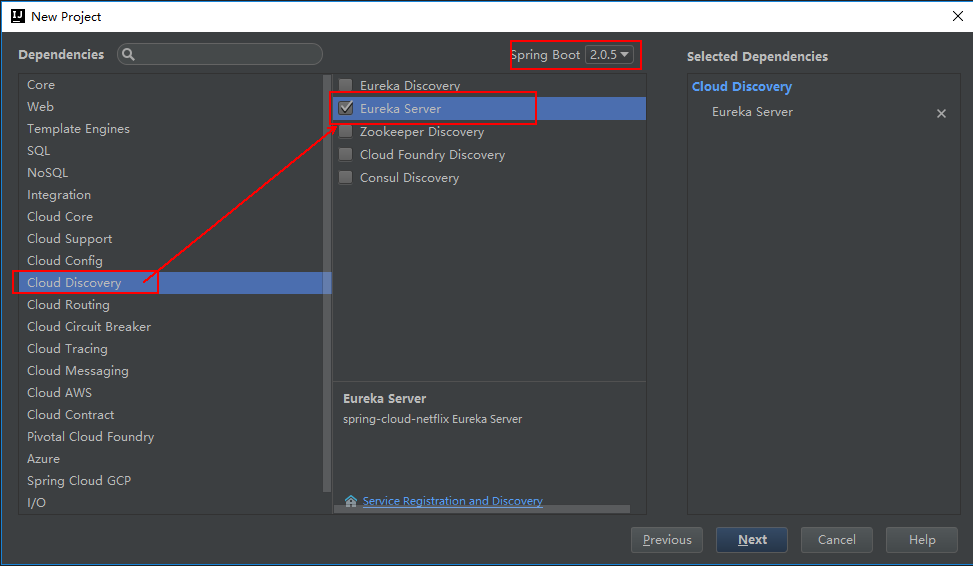 New Project
Dependencies
Spring Boot 2.0.5
Core
Web
Template Engines
SQL
NoSQL
Integration
Cloud Core
Cloud Support
Cloud Config
Cloud Discovery
Cloud Routing
Cloud Circuit Breaker
Cloud Tracing
Cloud Messaging
Cloud AWS
Cloud Contract
Pivotal Cloud Foundry
Azure
Spring Cloud GCP
I/O
Eureka Discovery
Eureka Server
Zookeeper Discovery
Cloud Foundry Discovery
Consul Discovery
Eureka Server
spring-cloud-netflix Eureka Server
Service Registration and Discovery
Selected Dependencies
Cloud Discovery
Eureka Server
Previous
Next
Cancel
Help